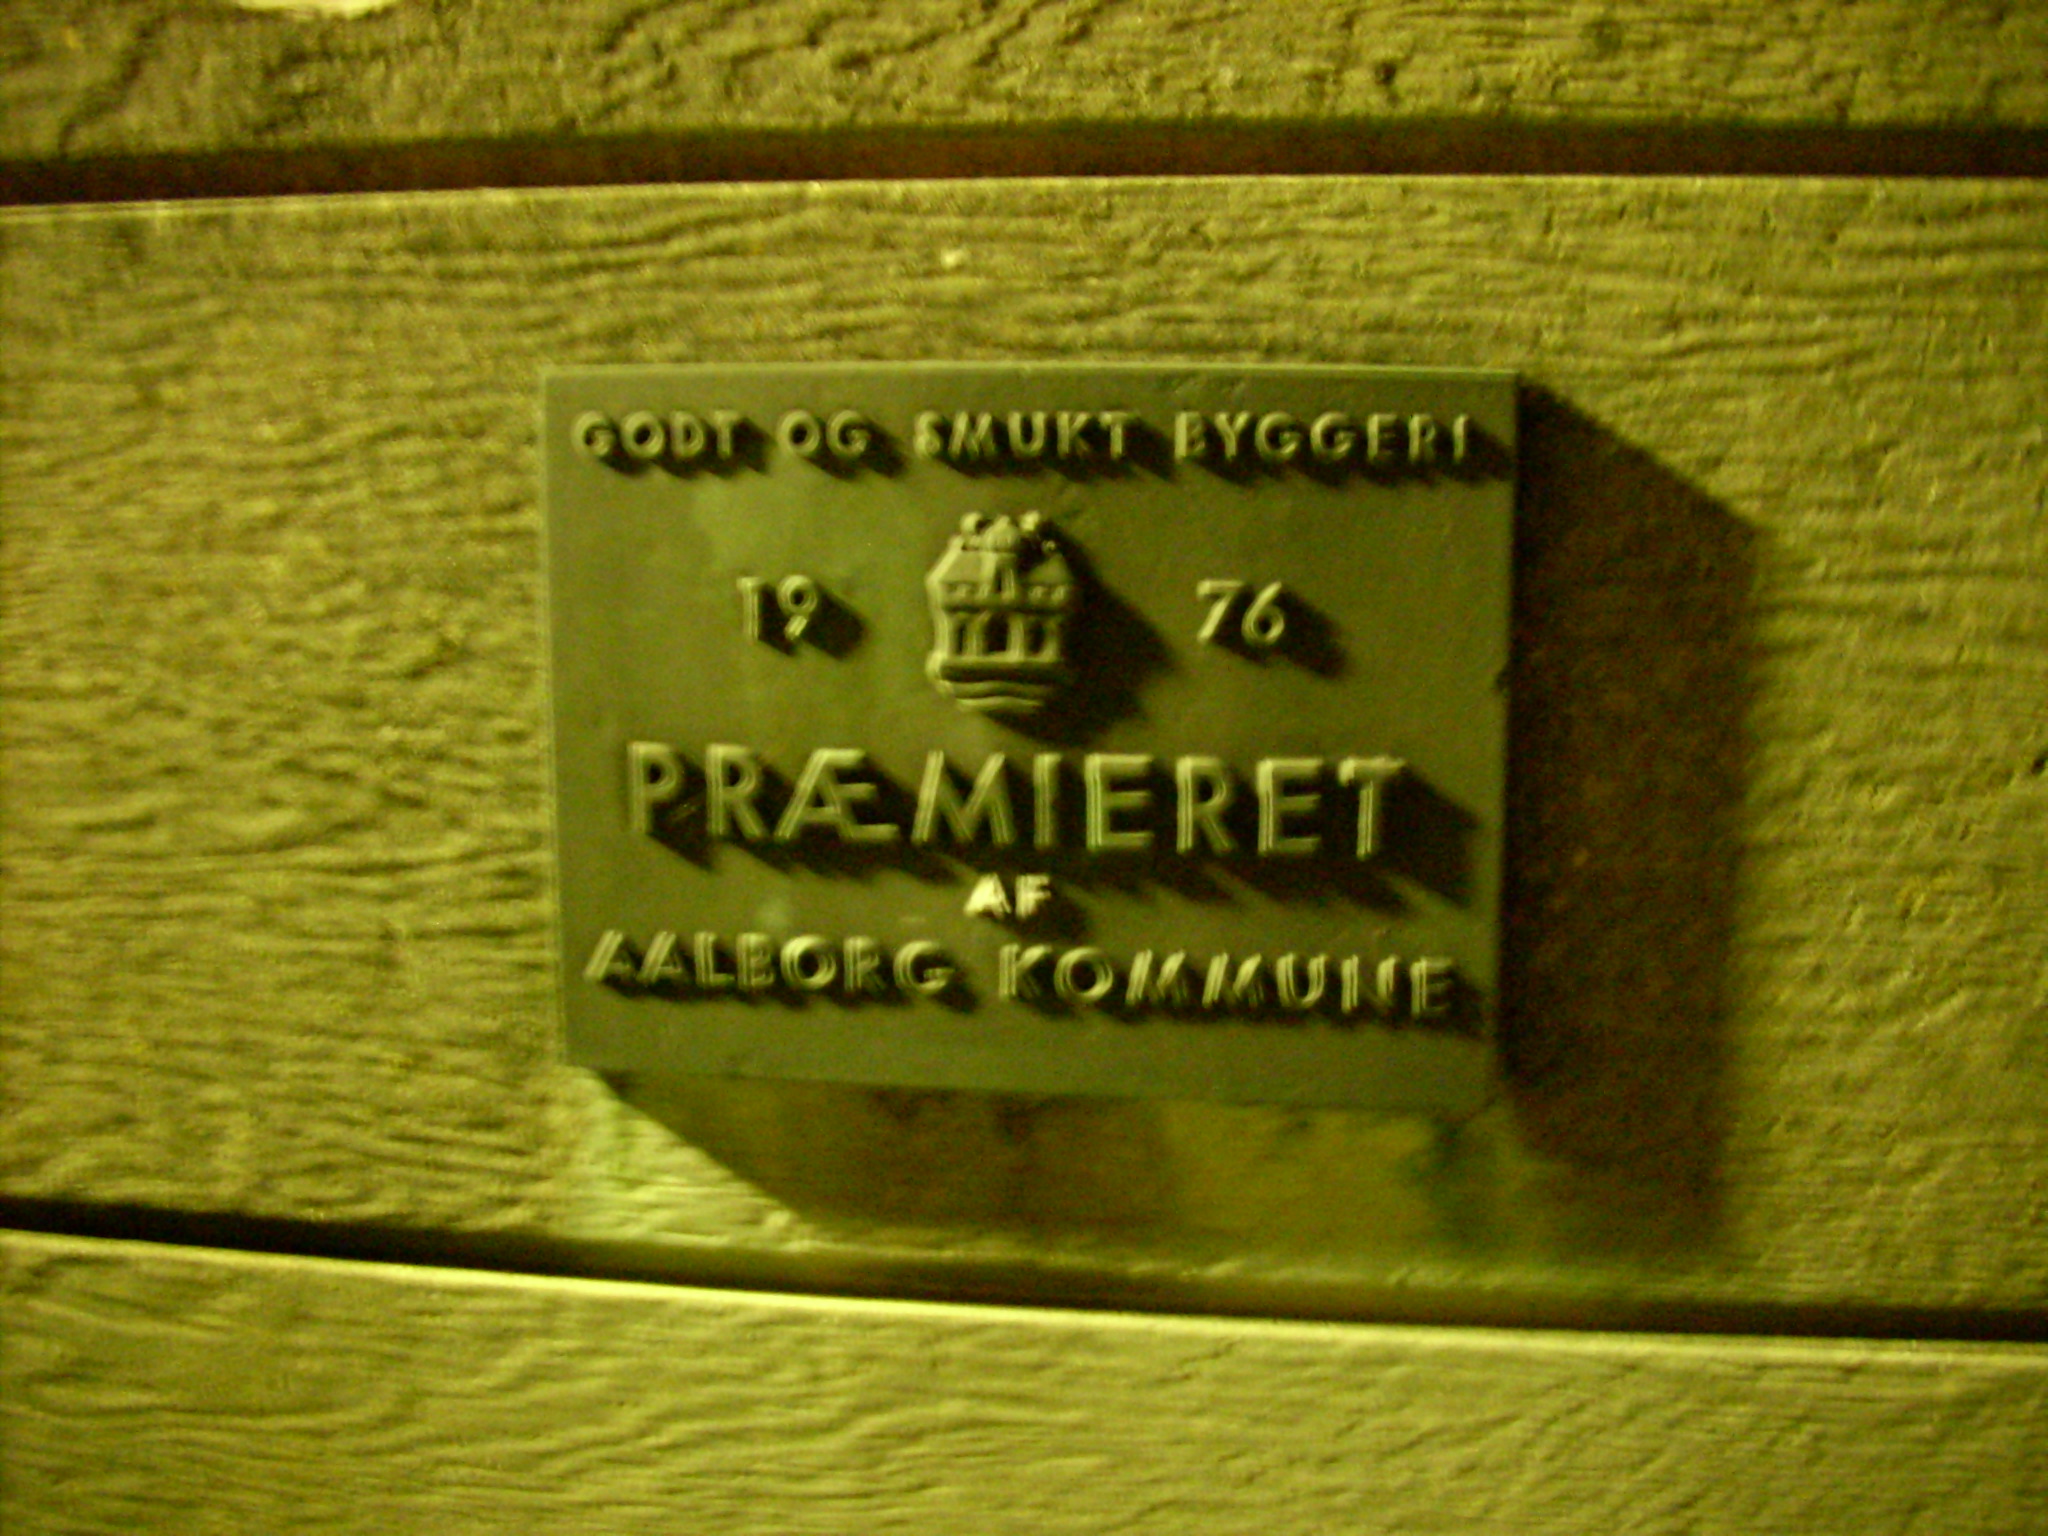 GODT OG SMUKT BYGGERI
19 76
PRÆMIERET
AF
AALBORG KOMMUNE